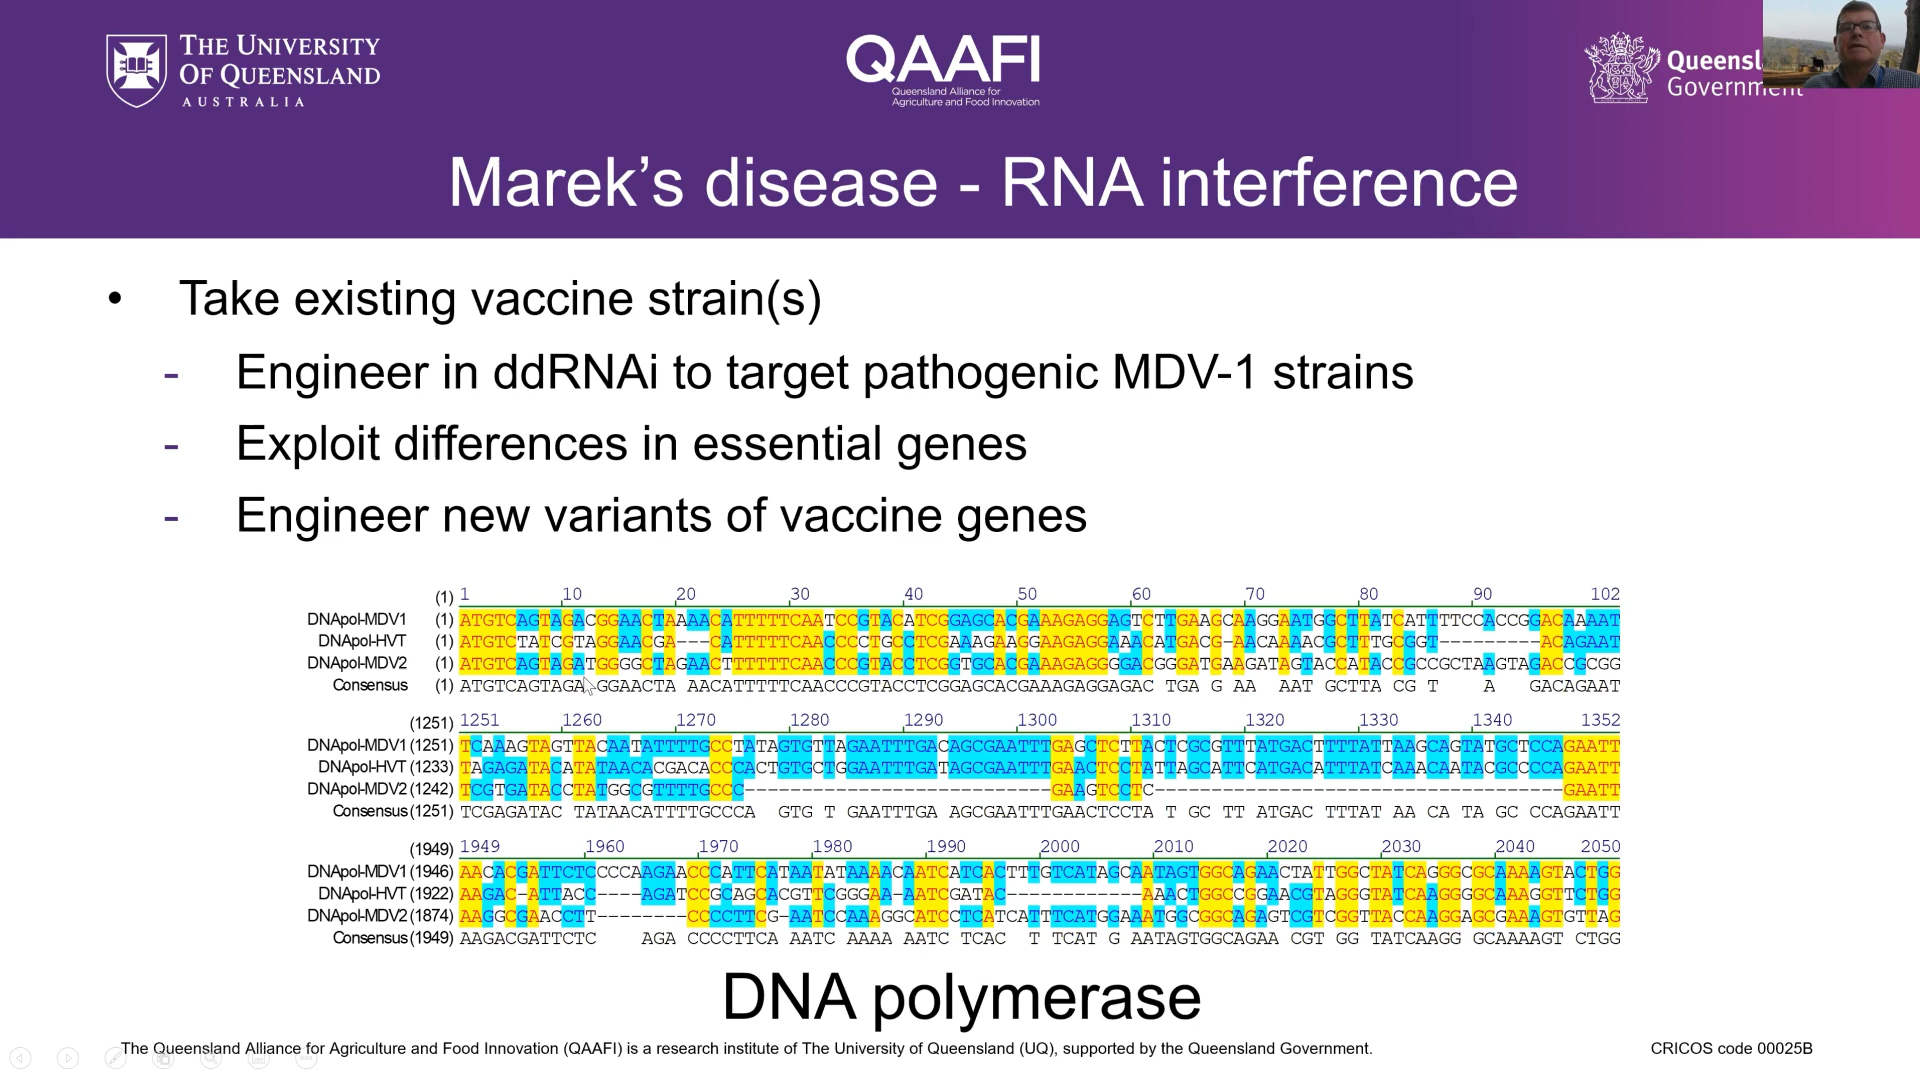 THE UNIVERSITY
OF QUEENSLAND
AUSTRALIA
QAAFI
Queensland Alliance for
Agriculture and Food Innovation
Government
Marek’s disease - RNA interference
• Take existing vaccine strain(s)
- Engineer in ddRNAi to target pathogenic MDV-1 strains
- Exploit differences in essential genes
- Engineer new variants of vaccine genes
(1) 1 10 20 30 40 50 60 70 80 90 102
DNApol-MDV1 (1) ATGTCAGTAGACGGAACTAAAACATTTTTCAATCCGTACATCGGAGCACGAAAGAGGAGTCTTGAAGCAAGGAATGGCTTATCATTTTCCACCGGACAAAAT
DNApol-HVT (1) ATGTCTATCGTAGGAACGA---CATTTTTCAACCCCTGCCTCGAAAGAAGGAAGAGGAAACATGACG-AACAAAACGCTTTGCGGT---------ACAGAAT
DNApol-MDV2 (1) ATGTCAGTAGATGGGGCTAGAACTTTTTTCAACCCGTACCTCGGTGCACGAAAGAGGGGACGGGATGAAGATAGTACCATACCGCCGCTAAGTAGACCGCGG
Consensus (1) ATGTCAGTAGA GGAACTA AACATTTTTCAACCCGTACCTCGGAGCACGAAAGAGGAGAC TGA G AA AAT GCTTA CG T A GACAGAAT
(1251) 1251 1260 1270 1280 1290 1300 1310 1320 1330 1340 1352
DNApol-MDV1 (1251) TCAAAGTAGTTACAATATTTTGCCTATAGTGTTAGAATTTGACAGCGAATTTGAGCTCTTACTCGCGTTTATGACTTTTATTAAGCAGTATGCTCCAGAATT
DNApol-HVT (1233) TAGAGATACATATAACACGACACCCACTGTGCTGGAATTTGATAGCGAATTTGAACTCCTATTAGCATTCATGACATTTATCAAACAATACGCCCCAGAATT
DNApol-MDV2 (1242) TCGTGATACCTATGGCGTTTTGCCC---------------------------GAAGTCCTC------------------------------------GAATT
Consensus (1251) TCGAGATAC TATAACATTTTGCCCA GTG T GAATTTGA AGCGAATTTGAACTCCTA T GC TT ATGAC TTTAT AA CA TA GC CCAGAATT
(1949) 1949 1960 1970 1980 1990 2000 2010 2020 2030 2040 2050
DNApol-MDV1 (1946) AACACGATTCTCCCCAAGAACCCATTCATAATATAAAACAATCATCACTTTGTCATAGCAATAGTGGCAGAACTATTGGCTATCAGGGCGCAAAAGTACTGG
DNApol-HVT (1922) AAGAC-ATTACC----AGATCCGCAGCACGTTCGGGAA-AATCGATAC------------AAACTGGCCGGAACGTAGGGTATCAAGGGGCAAAGGTTCTGG
DNApol-MDV2 (1874) AAGGCGAACCTT--------CCCCTTCG-AATCCAAAGGCATCCTCATCATTTCATGGAAATGGCGGCAGAGTCGTCGGTTACCAAGGAGCGAAAGTGTTAG
Consensus (1949) AAGACGATTCTC AGA CCCCTTCA AATC AAAA AATC TCAC T TCAT G AATAGTGGCAGAA CGT GG TATCAAGG GCAAAAGT CTGG
DNA polymerase
The Queensland Alliance for Agriculture and Food Innovation (QAAFI) is a research institute of The University of Queensland (UQ), supported by the Queensland Government.
CRICOS code 00025B